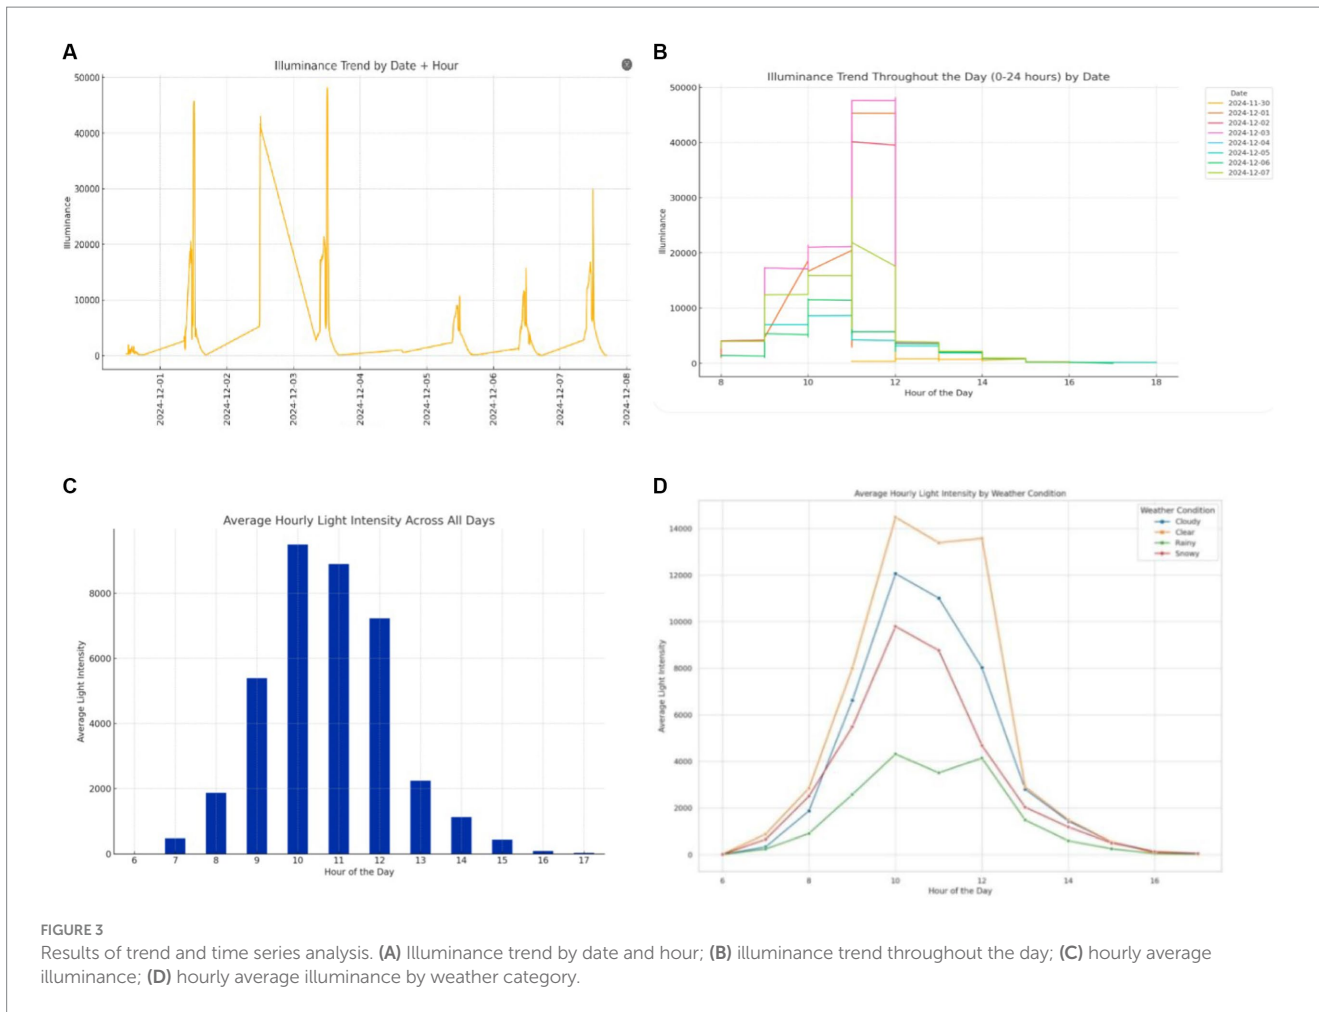 A
Illuminance Trend by Date + Hour
50000
40000
30000
20000
10000
0
Illuminance
2024-12-01
2024-12-02
2024-12-03
2024-12-04
2024-12-05
2024-12-06
2024-12-07
2024-12-08
B
Illuminance Trend Throughout the Day (0-24 hours) by Date
50000
40000
30000
20000
10000
0
Illuminance
8 10 12 14 16 18
Hour of the Day
Date
2024-11-30
2024-12-01
2024-12-02
2024-12-03
2024-12-04
2024-12-05
2024-12-06
2024-12-07
C
Average Hourly Light Intensity Across All Days
8000
6000
4000
2000
0
Average Light Intensity
6 7 8 9 10 11 12 13 14 15 16 17
Hour of the Day
D
Average Hourly Light Intensity by Weather Condition
14000
12000
10000
8000
6000
4000
2000
0
Average Light Intensity
6 8 10 12 14 16
Hour of the Day
Weather Condition
Cloudy
Clear
Rainy
Snowy
FIGURE 3
Results of trend and time series analysis. (A) Illuminance trend by date and hour; (B) illuminance trend throughout the day; (C) hourly average
illuminance; (D) hourly average illuminance by weather category.